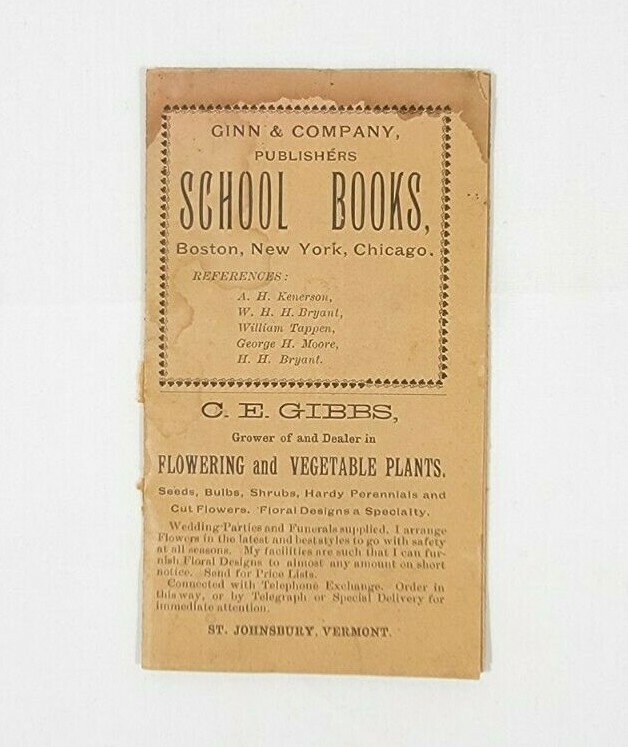 GINN & COMPANY,
PUBLISHERS
SCHOOL BOOKS,
Boston, New York, Chicago.
REFERENCES:
A. H. Kenerson,
W. H. H. Bryant,
William Tappen,
George H. Moore,
H. H. Bryant.
C. E. GIBBS,
Grower of and Dealer in
FLOWERING and VEGETABLE PLANTS.
Seeds, Bulbs, Shrubs, Hardy Perennials and
Cut Flowers. Floral Designs a Specialty.
Wedding Parties and Funerals supplied. I arrange
Flowers in the latest and best styles to go with safety
at all seasons. My facilities are such that I can fur-
nish Floral Designs to almost any amount on short
notice. Send for Price Lists.
Connected with Telephone Exchange. Order in
this way, or by Telegraph or Special Delivery for
immediate attention.
ST. JOHNSBURY, VERMONT.